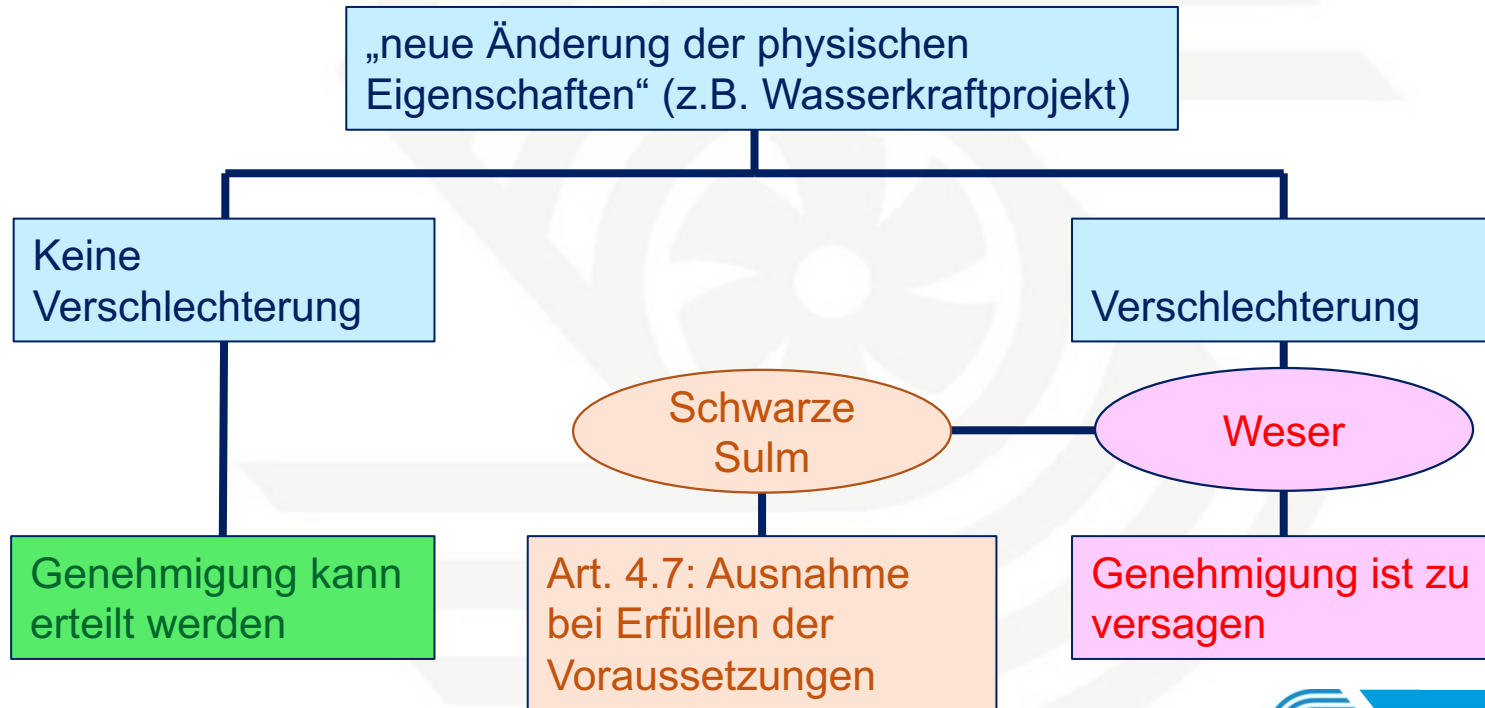 „neue Änderung der physischen
Eigenschaften“ (z.B. Wasserkraftprojekt)
Keine
Verschlechterung
Verschlechterung
Schwarze
Sulm
Weser
Genehmigung kann
erteilt werden
Art. 4.7: Ausnahme
bei Erfüllen der
Voraussetzungen
Genehmigung ist zu
versagen